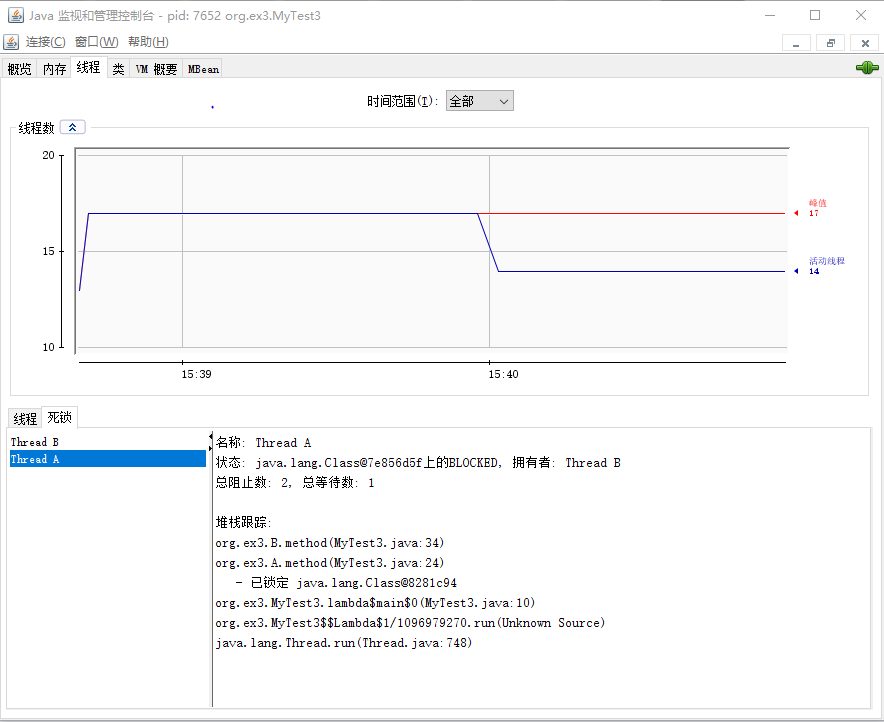 Java 监视和管理控制台 - pid: 7652 org.ex3.MyTest3
连接(C) 窗口(W) 帮助(H)
概览 内存 线程 类 VM 概要 MBean
时间范围(T): 全部
线程数
20
15
10
峰值
17
活动线程
14
15:39
15:40
线程 死锁
Thread B
Thread A
名称: Thread A
状态: java.lang.Class@7e856d5f上的BLOCKED, 拥有者: Thread B
总阻止数: 2, 总等待数: 1
堆栈跟踪:
org.ex3.B.method(MyTest3.java:34)
org.ex3.A.method(MyTest3.java:24)
- 已锁定 java.lang.Class@8281c94
org.ex3.MyTest3.lambda$main$0(MyTest3.java:10)
org.ex3.MyTest3$$Lambda$1/1096979270.run(Unknown Source)
java.lang.Thread.run(Thread.java:748)